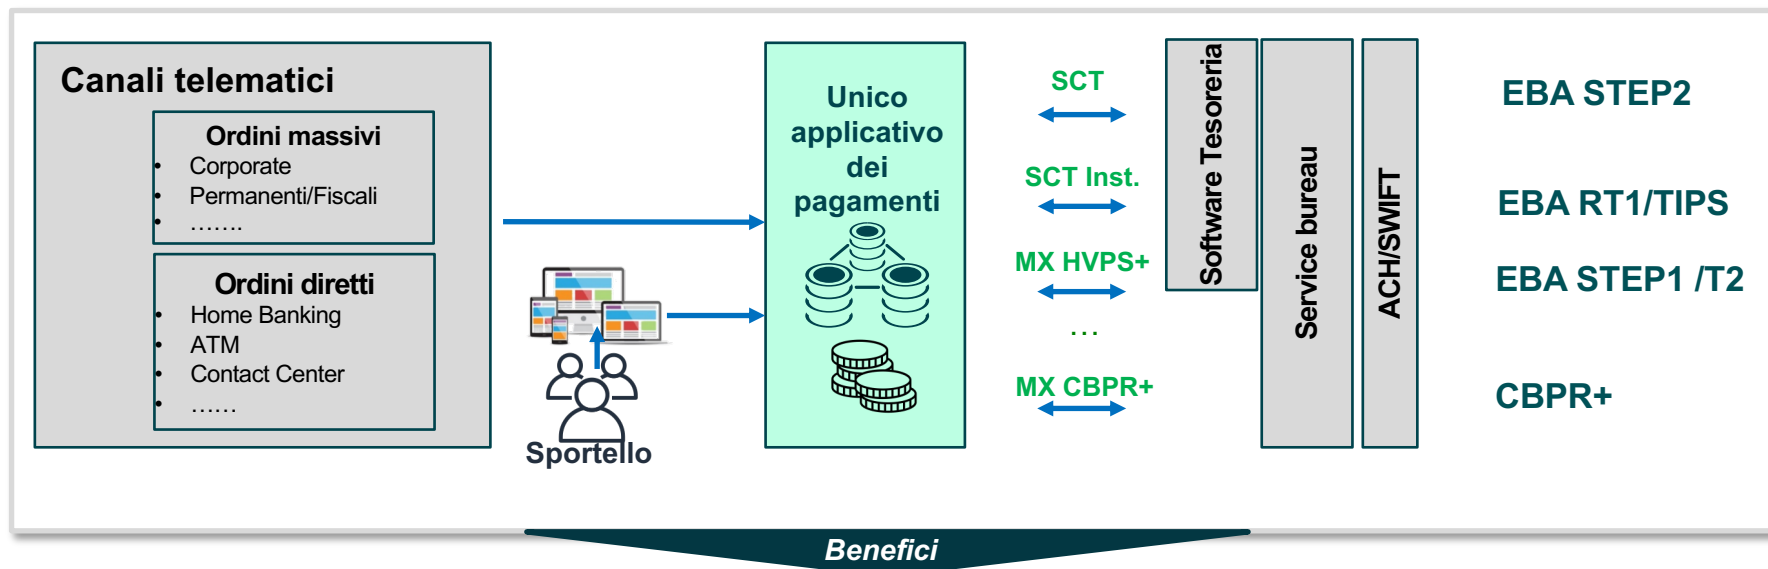 Canali telematici
Ordini massivi
• Corporate
• Permanenti/Fiscali
• …….
Ordini diretti
• Home Banking
• ATM
• Contact Center
• ……
Sportello
Unico
applicativo
dei
pagamenti
SCT
SCT Inst.
MX HVPS+
…
MX CBPR+
Software Tesoreria
Service bureau
ACH/SWIFT
EBA STEP2
EBA RT1/TIPS
EBA STEP1 /T2
CBPR+
Benefici